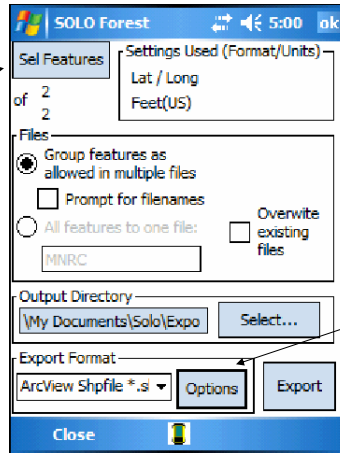 SOLO Forest 5:00 ok
Sel Features
Settings Used (Format/Units)
Lat / Long
Feet(US)
of 2
2
Files
Group features as
allowed in multiple files
Prompt for filenames
All features to one file:
Overwite
existing
files
MNRC
Output Directory
\My Documents\Solo\Expo
Select...
Export Format
ArcView Shpfile *.sl
Options
Export
Close